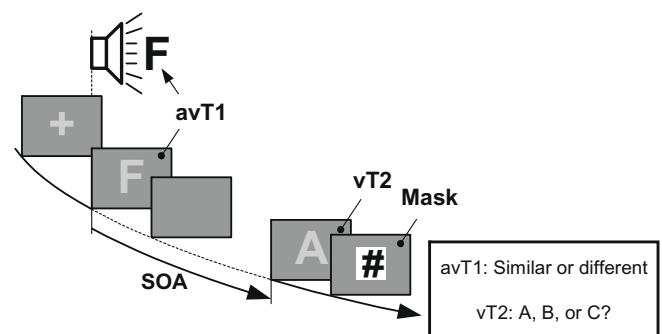 F
avT1
+
F
vT2
Mask
A
#
SOA
avT1: Similar or different
vT2: A, B, or C?